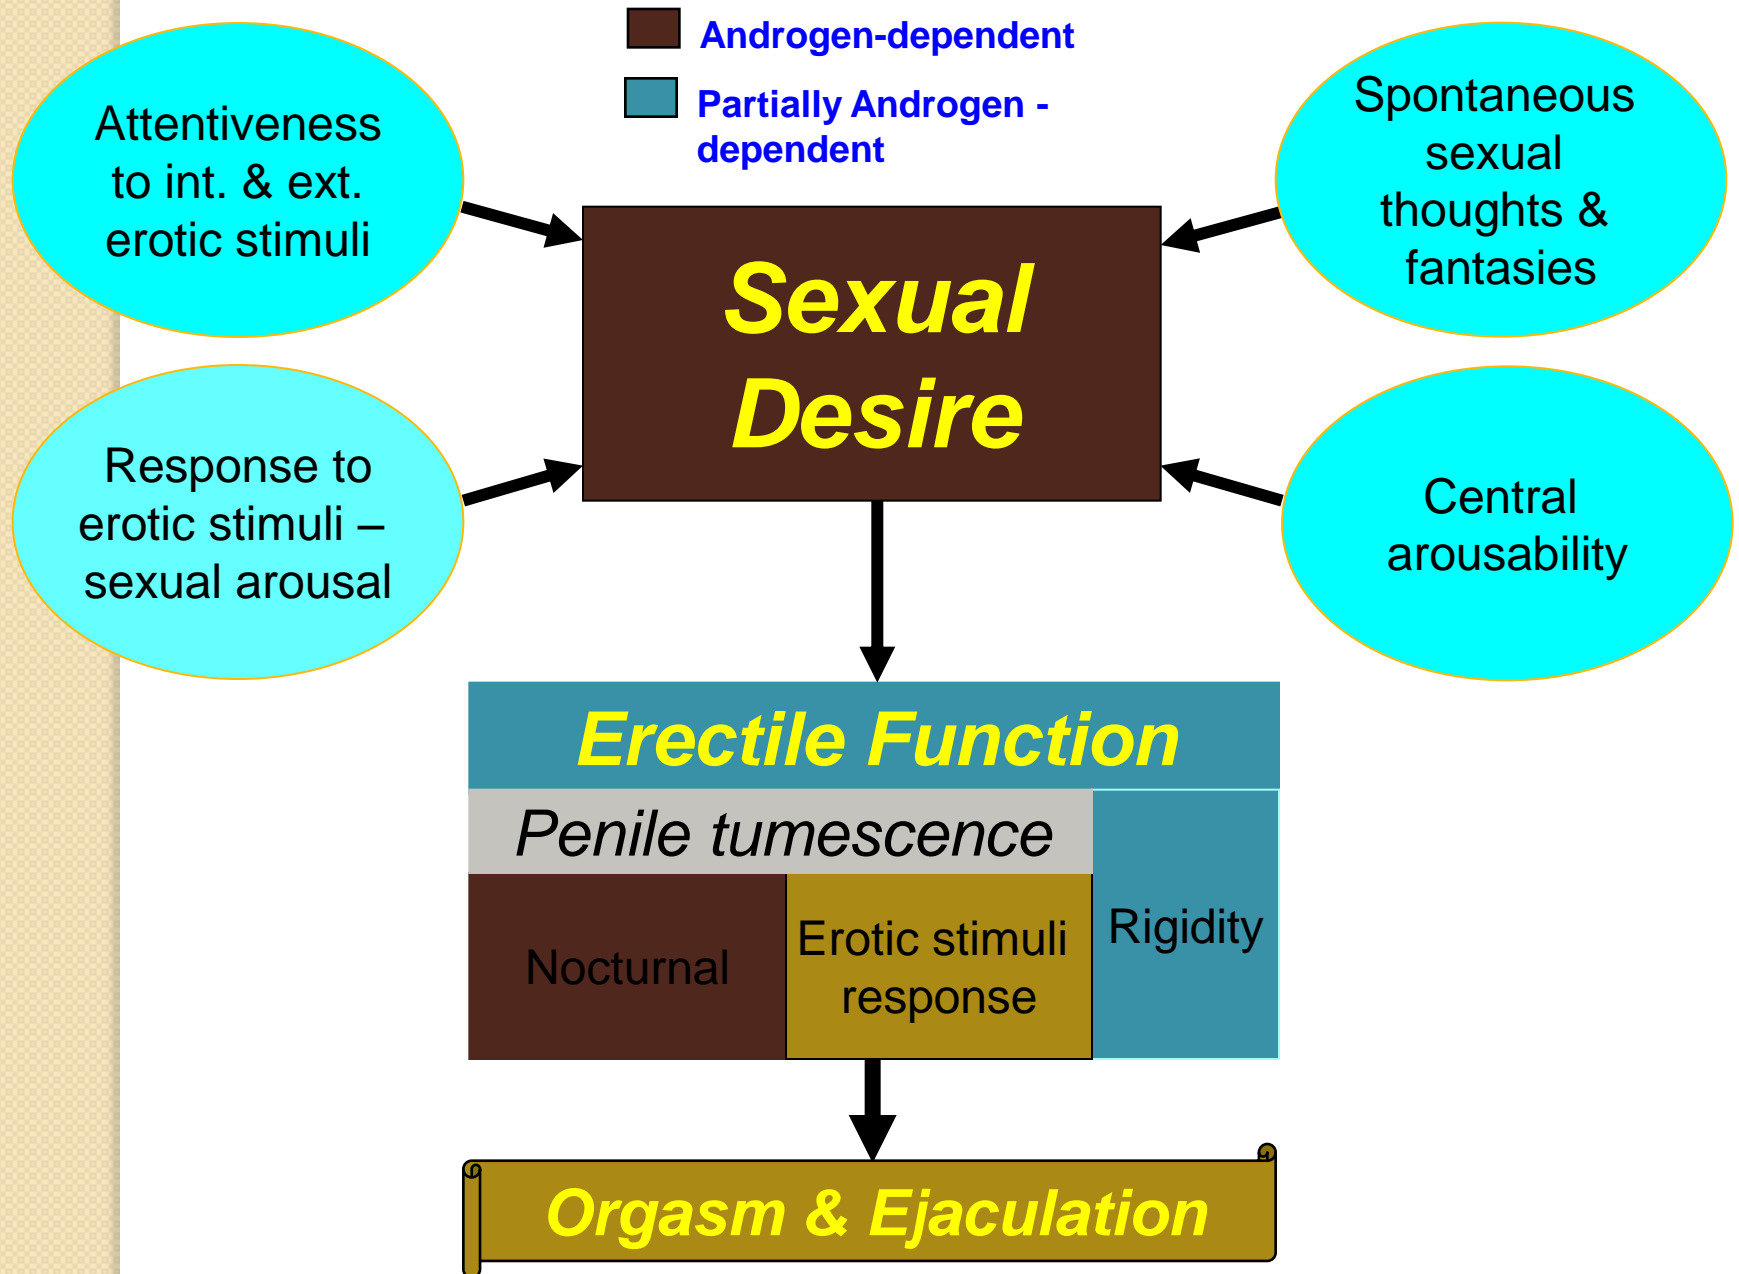 Androgen-dependent
Partially Androgen -
dependent
Attentiveness
to int. & ext.
erotic stimuli
Spontaneous
sexual
thoughts &
fantasies
Sexual
Desire
Response to
erotic stimuli –
sexual arousal
Central
arousability
Erectile Function
Penile tumescence
Nocturnal
Erotic stimuli
response
Rigidity
Orgasm & Ejaculation